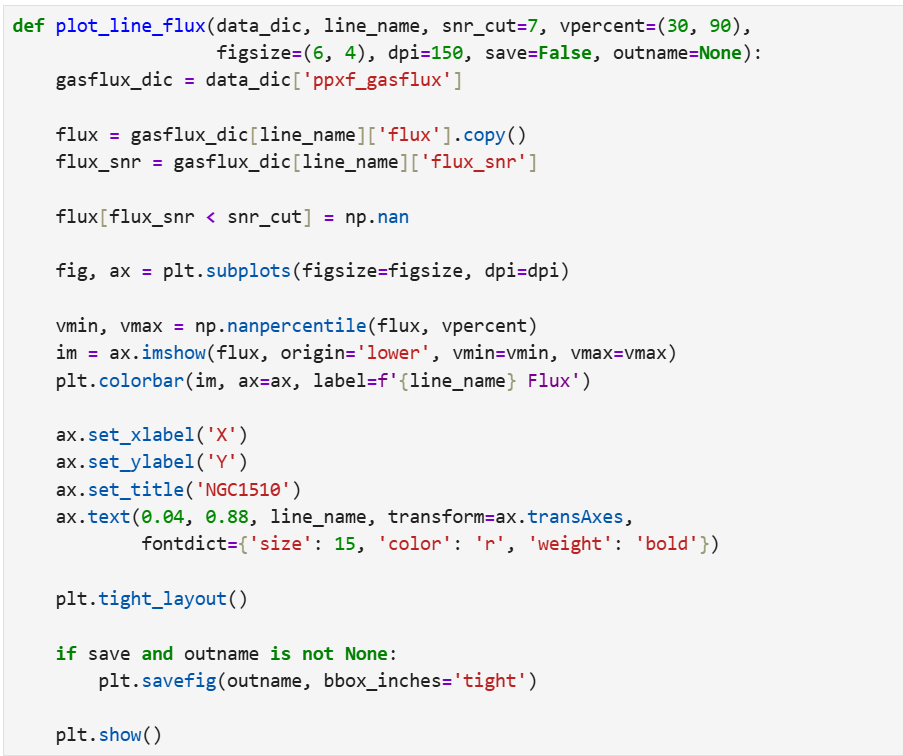 def plot_line_flux(data_dic, line_name, snr_cut=7, vpercent=(30, 90),
                   figsize=(6, 4), dpi=150, save=False, outname=None):
    gasflux_dic = data_dic['ppxf_gasflux']

    flux = gasflux_dic[line_name]['flux'].copy()
    flux_snr = gasflux_dic[line_name]['flux_snr']

    flux[flux_snr < snr_cut] = np.nan

    fig, ax = plt.subplots(figsize=figsize, dpi=dpi)

    vmin, vmax = np.nanpercentile(flux, vpercent)
    im = ax.imshow(flux, origin='lower', vmin=vmin, vmax=vmax)
    plt.colorbar(im, ax=ax, label=f'{line_name} Flux')

    ax.set_xlabel('X')
    ax.set_ylabel('Y')
    ax.set_title('NGC1510')
    ax.text(0.04, 0.88, line_name, transform=ax.transAxes,
            fontdict={'size': 15, 'color': 'r', 'weight': 'bold'})

    plt.tight_layout()

    if save and outname is not None:
        plt.savefig(outname, bbox_inches='tight')

    plt.show()